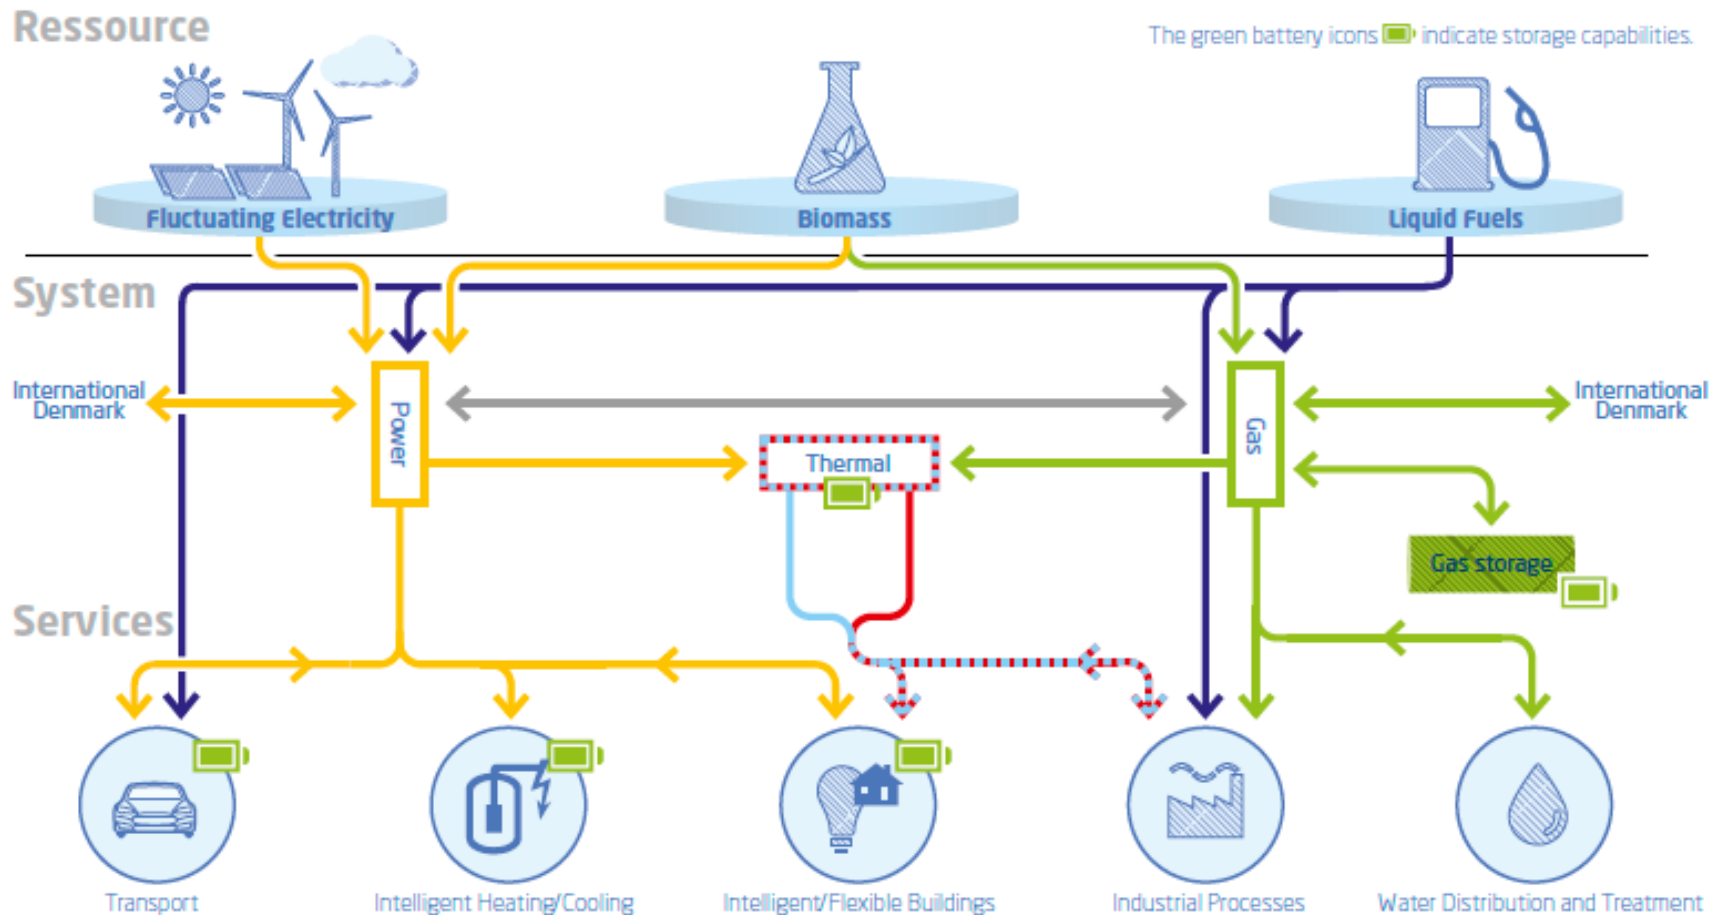 Ressource
The green battery icons indicate storage capabilities.
Fluctuating Electricity
Biomass
Liquid Fuels
System
International
Denmark
Power
Gas
International
Denmark
Thermal
Gas storage
Services
Transport
Intelligent Heating/Cooling
Intelligent/Flexible Buildings
Industrial Processes
Water Distribution and Treatment